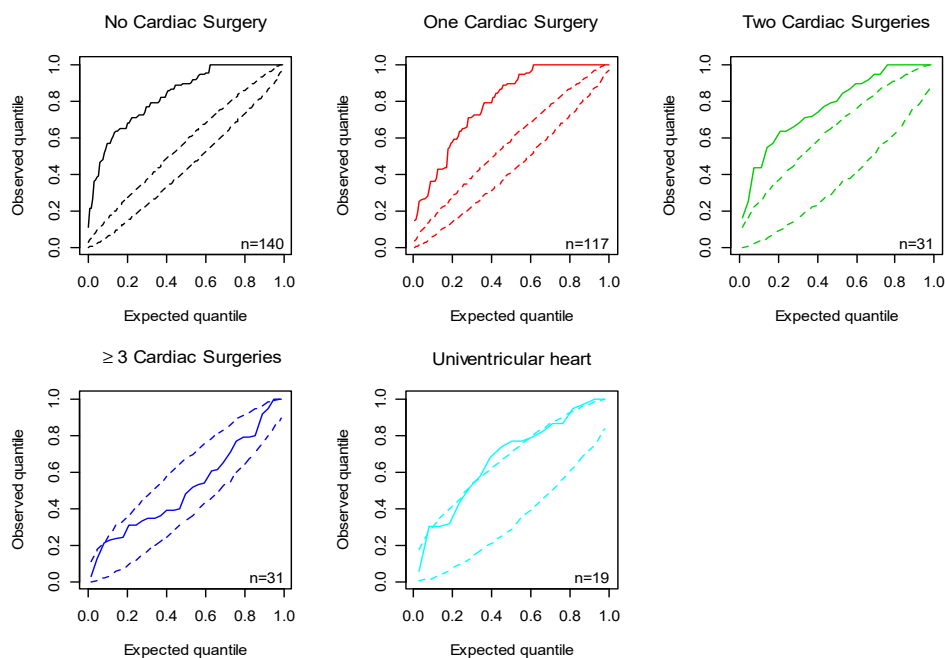 No Cardiac Surgery
Observed quantile
0.0 0.2 0.4 0.6 0.8 1.0
n=140
0.0 0.2 0.4 0.6 0.8 1.0
Expected quantile
One Cardiac Surgery
Observed quantile
0.0 0.2 0.4 0.6 0.8 1.0
n=117
0.0 0.2 0.4 0.6 0.8 1.0
Expected quantile
Two Cardiac Surgeries
Observed quantile
0.0 0.2 0.4 0.6 0.8 1.0
n=31
0.0 0.2 0.4 0.6 0.8 1.0
Expected quantile
≥ 3 Cardiac Surgeries
Observed quantile
0.0 0.2 0.4 0.6 0.8 1.0
n=31
0.0 0.2 0.4 0.6 0.8 1.0
Expected quantile
Univentricular heart
Observed quantile
0.0 0.2 0.4 0.6 0.8 1.0
n=19
0.0 0.2 0.4 0.6 0.8 1.0
Expected quantile